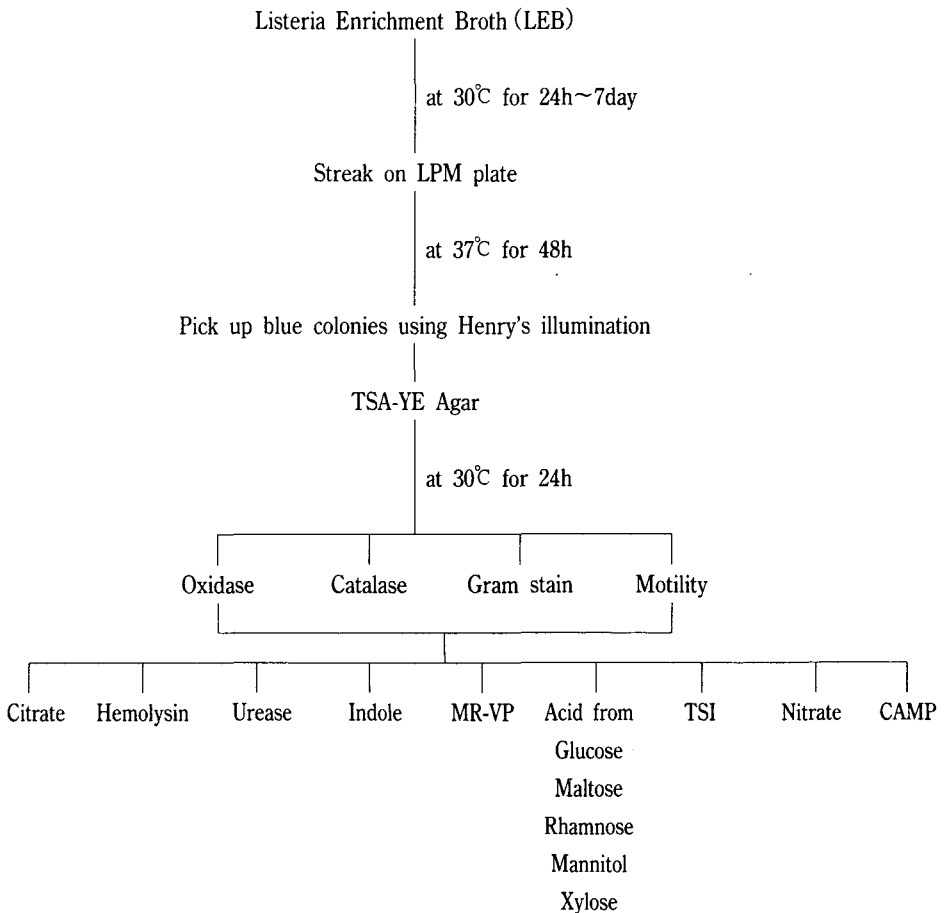 Listeria Enrichment Broth (LEB)
at 30℃ for 24h~7day
Streak on LPM plate
at 37℃ for 48h
Pick up blue colonies using Henry's illumination
TSA-YE Agar
at 30℃ for 24h
Oxidase Catalase Gram stain Motility
Citrate Hemolysin Urease Indole MR-VP Acid from TSI Nitrate CAMP
Glucose
Maltose
Rhamnose
Mannitol
Xylose